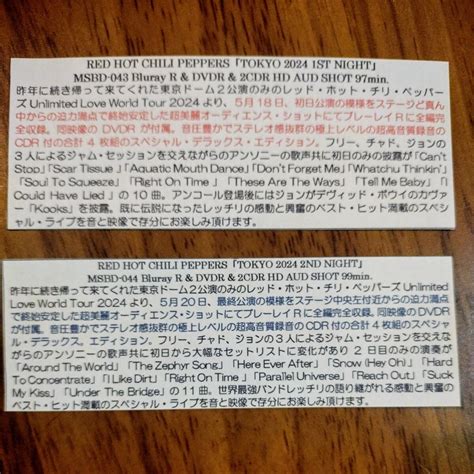 RED HOT CHILI PEPPERS「TOKYO 2024 1ST NIGHT」
MSBD-043 Bluray R & DVDR & 2CDR HD AUD SHOT 97min.
昨年に続き帰って来てくれた東京ドーム２公演のみのレッド・ホット・チリ・ペッパー
ズ Unlimited Love World Tour 2024 より、５月１８日、初日公演の模様をステージど真ん
中からの迫力満点で終始安定した超美麗オーディエンス・ショットにてブルーレイＲに全編完
全収録。同映像のＤＶＤＲが付属。音圧豊かでステレオ感抜群の極上レベルの超高音質録音の
CDR 付の合計４枚組のスペシャル・デラックス・エディション。フリー、チャド、ジョンの
３人によるジャム・セッションを交えながらのアンソニーの歌声共に初日のみの披露が「Can't
Stop」「Scar Tissue」「Aquatic Mouth Dance」「Don't Forget Me」「Whatchu Thinkin'」
「Soul To Squeeze」「Right On Time」「These Are The Ways」「Tell Me Baby」「I
Could Have Lied」の１０曲。アンコール登場後にはジョンがデヴィッド・ボウイのカヴァ
ー「Kooks」を披露。既に伝説になったレッチリの感動と興奮のベスト・ヒット満載のスペシャ
ル・ライブを音と映像で存分にお楽しみ頂けます。
RED HOT CHILI PEPPERS「TOKYO 2024 2ND NIGHT」
MSBD-044 Bluray R & DVDR & 2CDR HD AUD SHOT 99min.
昨年に続き帰って来てくれた東京ドーム２公演のみのレッド・ホット・チリ・ペッパーズ Unlimited
Love World Tour 2024 より、５月２０日、最終公演の模様をステージ中央左付近からの迫力満点
で終始安定した超美麗オーディエンス・ショットにてブルーレイＲに全編完全収録。同映像のＤＶＤＲ
が付属。音圧豊かでステレオ感抜群の極上レベルの超高音質録音の CDR 付の合計４枚組スペシャル
・デラックス・エディション。フリー、チャド、ジョンの３人によるジャム・セッションを交えな
がらのアンソニーの歌声共に初日から大幅なセットリストに変化があり２日目のみの演奏が
「Around The World」「The Zephyr Song」「Here Ever After」「Snow (Hey Oh)」「Hard
To Concentrate」「I Like Dirt」「Right On Time」「Parallel Universe」「Reach Out」「Suck
My Kiss」「Under The Bridge」の１１曲。世界最強バンドレッチリの語り継がれる感動と興奮の
ベスト・ヒット満載のスペシャル・ライブを音と映像で存分にお楽しみ頂けます。